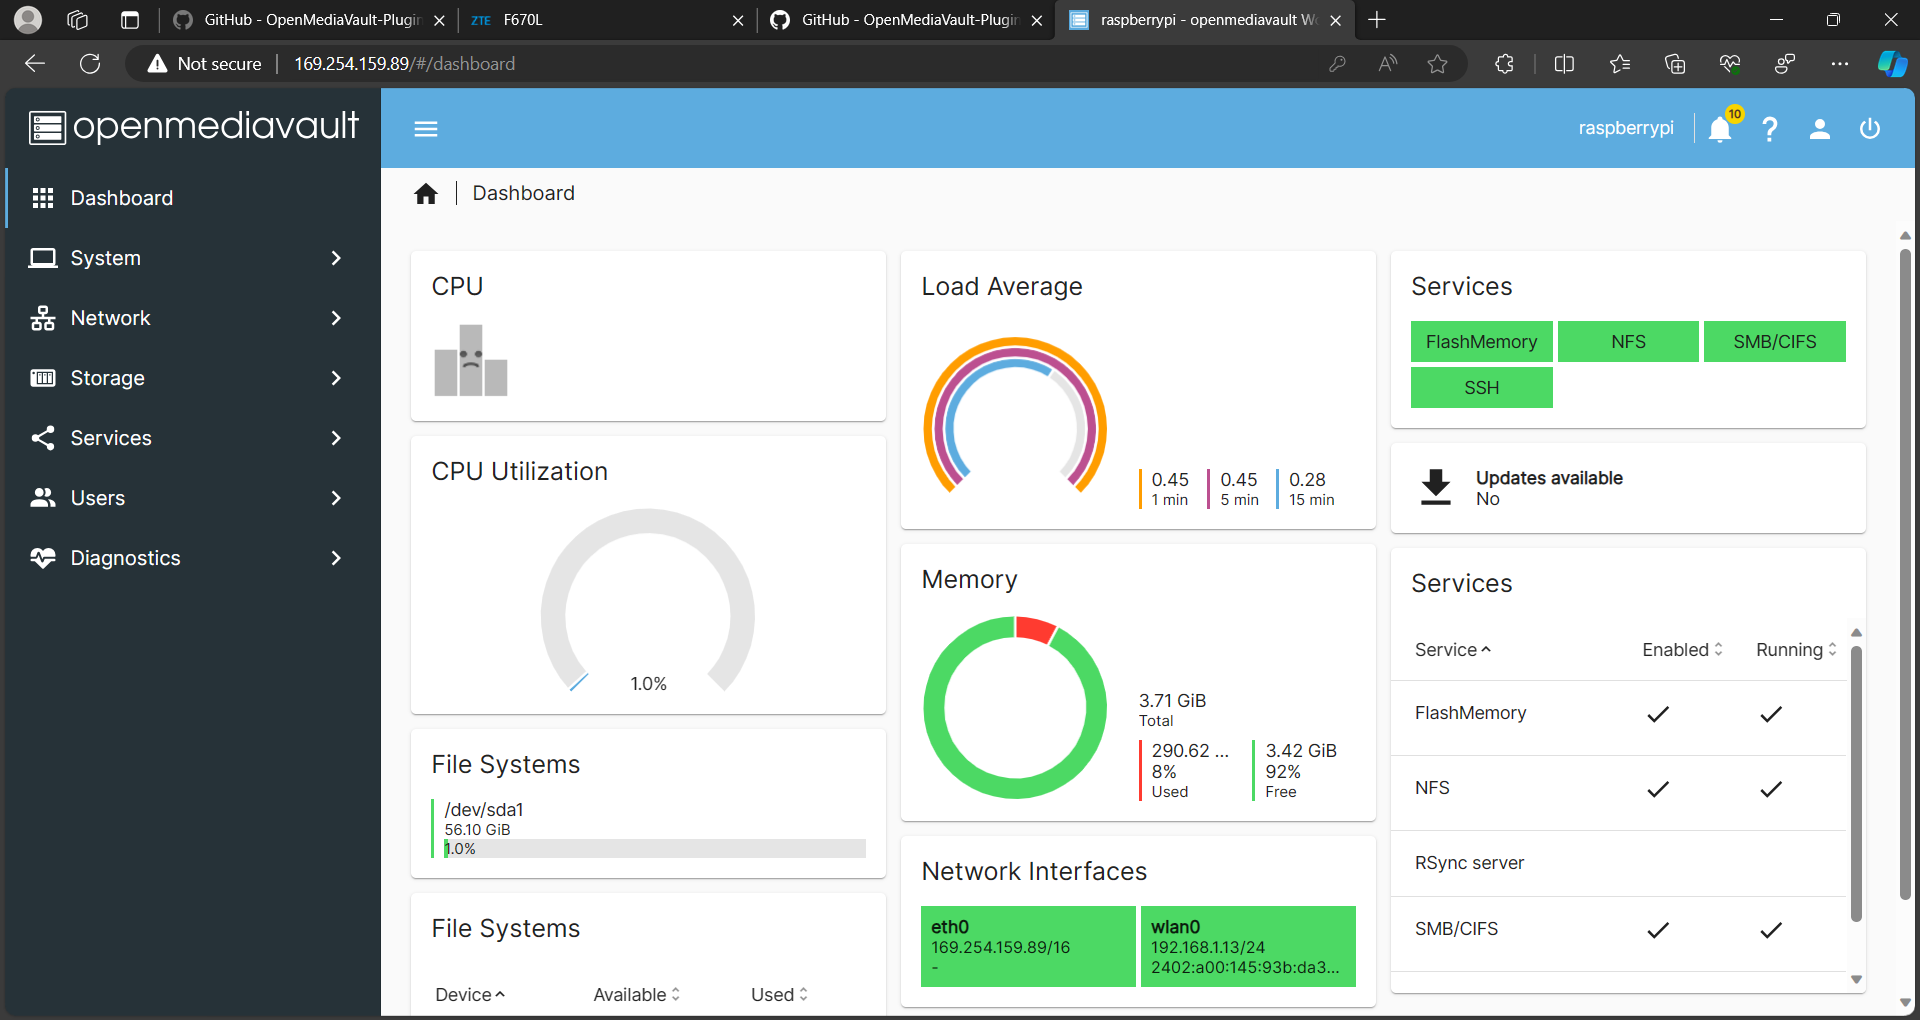 GitHub - OpenMediaVault-Plugin
ZTE F670L
GitHub - OpenMediaVault-Plugin
raspberrypi - openmediavault Wo
Not secure
169.254.159.89/#/dashboard
openmediavault
raspberrypi
10
Dashboard
System
Network
Storage
Services
Users
Diagnostics
Dashboard
CPU
CPU Utilization
1.0%
File Systems
/dev/sda1
56.10 GiB
1.0%
File Systems
Device
Available
Used
Load Average
0.45
1 min
0.45
5 min
0.28
15 min
Memory
3.71 GiB
Total
290.62 ...
8%
Used
3.42 GiB
92%
Free
Network Interfaces
eth0
169.254.159.89/16
-
wlan0
192.168.1.13/24
2402:a00:145:93b:da3...
Services
FlashMemory
NFS
SMB/CIFS
SSH
Updates available
No
Services
Service
Enabled
Running
FlashMemory
NFS
RSync server
SMB/CIFS